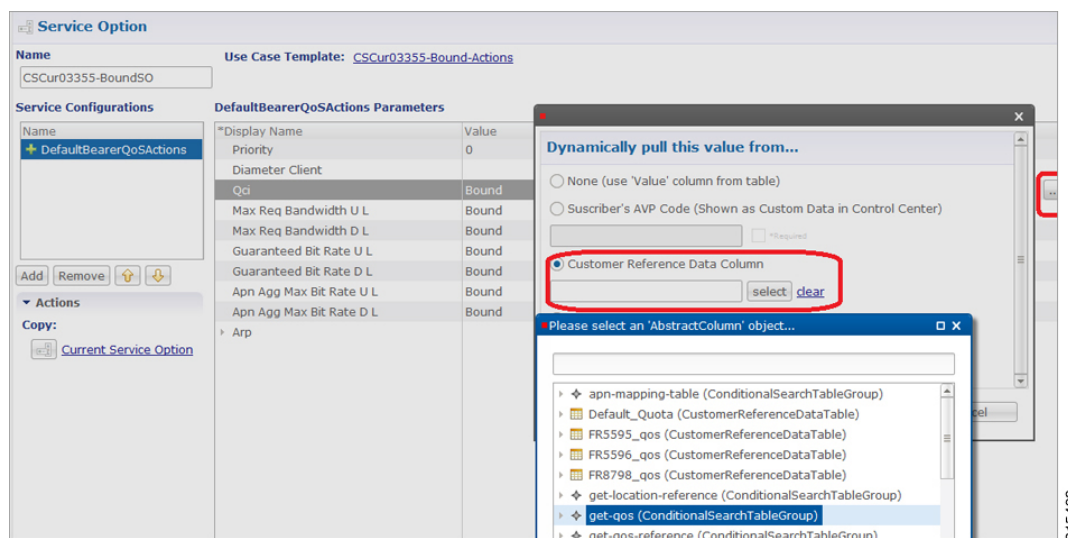 Service Option
Name
Use Case Template: CSCur03355-Bound-Actions
CSCur03355-BoundSO
Service Configurations
DefaultBearerQoSActions Parameters
Name
*Display Name
Value
DefaultBearerQoSActions
Priority
0
Diameter Client
Qci
Bound
Max Req Bandwidth U L
Bound
Max Req Bandwidth D L
Bound
Guaranteed Bit Rate U L
Bound
Guaranteed Bit Rate D L
Bound
Apn Agg Max Bit Rate U L
Bound
Apn Agg Max Bit Rate D L
Bound
Arp
Add
Remove
Actions
Copy:
Current Service Option
x
Dynamically pull this value from...
None (use 'Value' column from table)
Suscriber's AVP Code (Shown as Custom Data in Control Center)
*Required
Customer Reference Data Column
select
clear
...
Please select an 'AbstractColumn' object...
X
apn-mapping-table (ConditionalSearchTableGroup)
Default_Quota (CustomerReferenceDataTable)
FR5595_qos (CustomerReferenceDataTable)
FR5596_qos (CustomerReferenceDataTable)
FR8798_qos (CustomerReferenceDataTable)
get-location-reference (ConditionalSearchTableGroup)
get-qos (ConditionalSearchTableGroup)
get-qos-reference (ConditionalSearchTableGroup)
cel